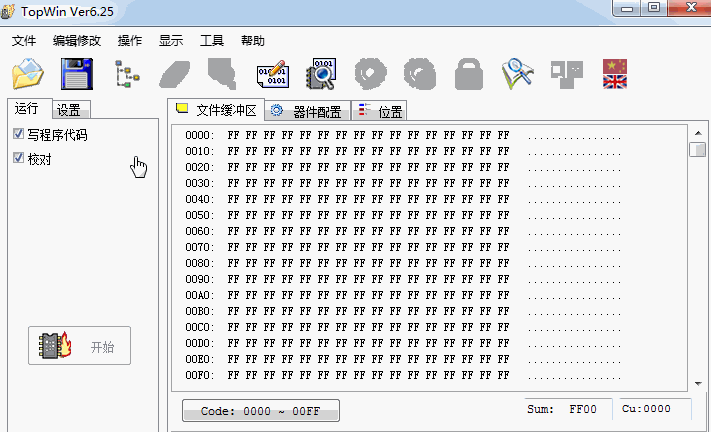 TopWin Ver6.25
文件 编辑修改 操作 显示 工具 帮助
运行 设置
文件缓冲区 器件配置 位置
写程序代码
校对
开始
0000: FF FF FF FF FF FF FF FF FF FF FF FF FF FF FF FF ................
0010: FF FF FF FF FF FF FF FF FF FF FF FF FF FF FF FF ................
0020: FF FF FF FF FF FF FF FF FF FF FF FF FF FF FF FF ................
0030: FF FF FF FF FF FF FF FF FF FF FF FF FF FF FF FF ................
0040: FF FF FF FF FF FF FF FF FF FF FF FF FF FF FF FF ................
0050: FF FF FF FF FF FF FF FF FF FF FF FF FF FF FF FF ................
0060: FF FF FF FF FF FF FF FF FF FF FF FF FF FF FF FF ................
0070: FF FF FF FF FF FF FF FF FF FF FF FF FF FF FF FF ................
0080: FF FF FF FF FF FF FF FF FF FF FF FF FF FF FF FF ................
0090: FF FF FF FF FF FF FF FF FF FF FF FF FF FF FF FF ................
00A0: FF FF FF FF FF FF FF FF FF FF FF FF FF FF FF FF ................
00B0: FF FF FF FF FF FF FF FF FF FF FF FF FF FF FF FF ................
00C0: FF FF FF FF FF FF FF FF FF FF FF FF FF FF FF FF ................
00D0: FF FF FF FF FF FF FF FF FF FF FF FF FF FF FF FF ................
00E0: FF FF FF FF FF FF FF FF FF FF FF FF FF FF FF FF ................
00F0: FF FF FF FF FF FF FF FF FF FF FF FF FF FF FF FF ................
Code: 0000 ~ 00FF
Sum: FF00
Cu:0000